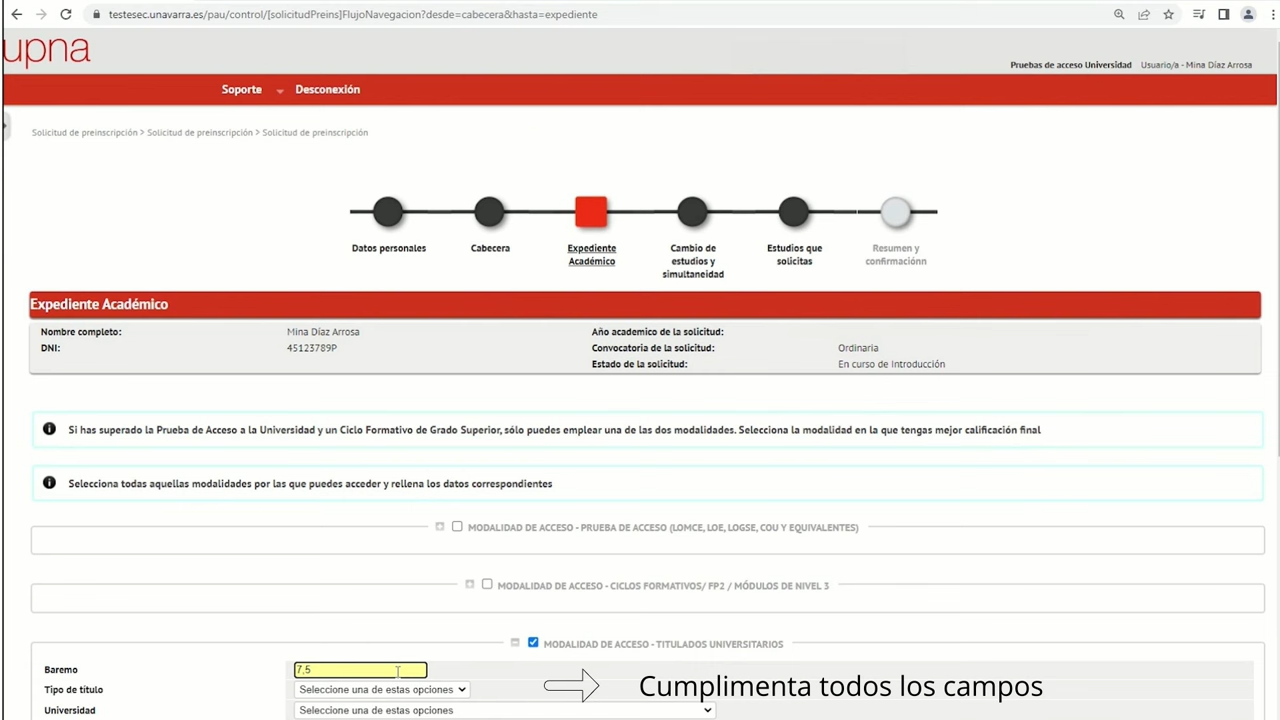 testesec.unavarra.es/pau/control/[solicitudPreins]FlujoNavegacion?desde=cabecera&hasta=expediente
upna
Pruebas de acceso Universidad Usuario/a - Mina Díaz Arrosa
Soporte Desconexión
Solicitud de preinscripción > Solicitud de preinscripción > Solicitud de preinscripción
Datos personales
Cabecera
Expediente
Académico
Cambio de
estudios y
simultaneidad
Estudios que
solicitas
Resumen y
confirmaciónn
Expediente Académico
Nombre completo: Mina Díaz Arrosa Año academico de la solicitud:
DNI: 45123789P Convocatoria de la solicitud: Ordinaria
Estado de la solicitud: En curso de Introducción
Si has superado la Prueba de Acceso a la Universidad y un Ciclo Formativo de Grado Superior, sólo puedes emplear una de las dos modalidades. Selecciona la modalidad en la que tengas mejor calificación final
Selecciona todas aquellas modalidades por las que puedes acceder y rellena los datos correspondientes
MODALIDAD DE ACCESO - PRUEBA DE ACCESO (LOMCE, LOE, LOGSE, COU Y EQUIVALENTES)
MODALIDAD DE ACCESO - CICLOS FORMATIVOS/ FP2 / MÓDULOS DE NIVEL 3
MODALIDAD DE ACCESO - TITULADOS UNIVERSITARIOS
Baremo 7,5
Tipo de título Seleccione una de estas opciones
Universidad Seleccione una de estas opciones
Cumplimenta todos los campos